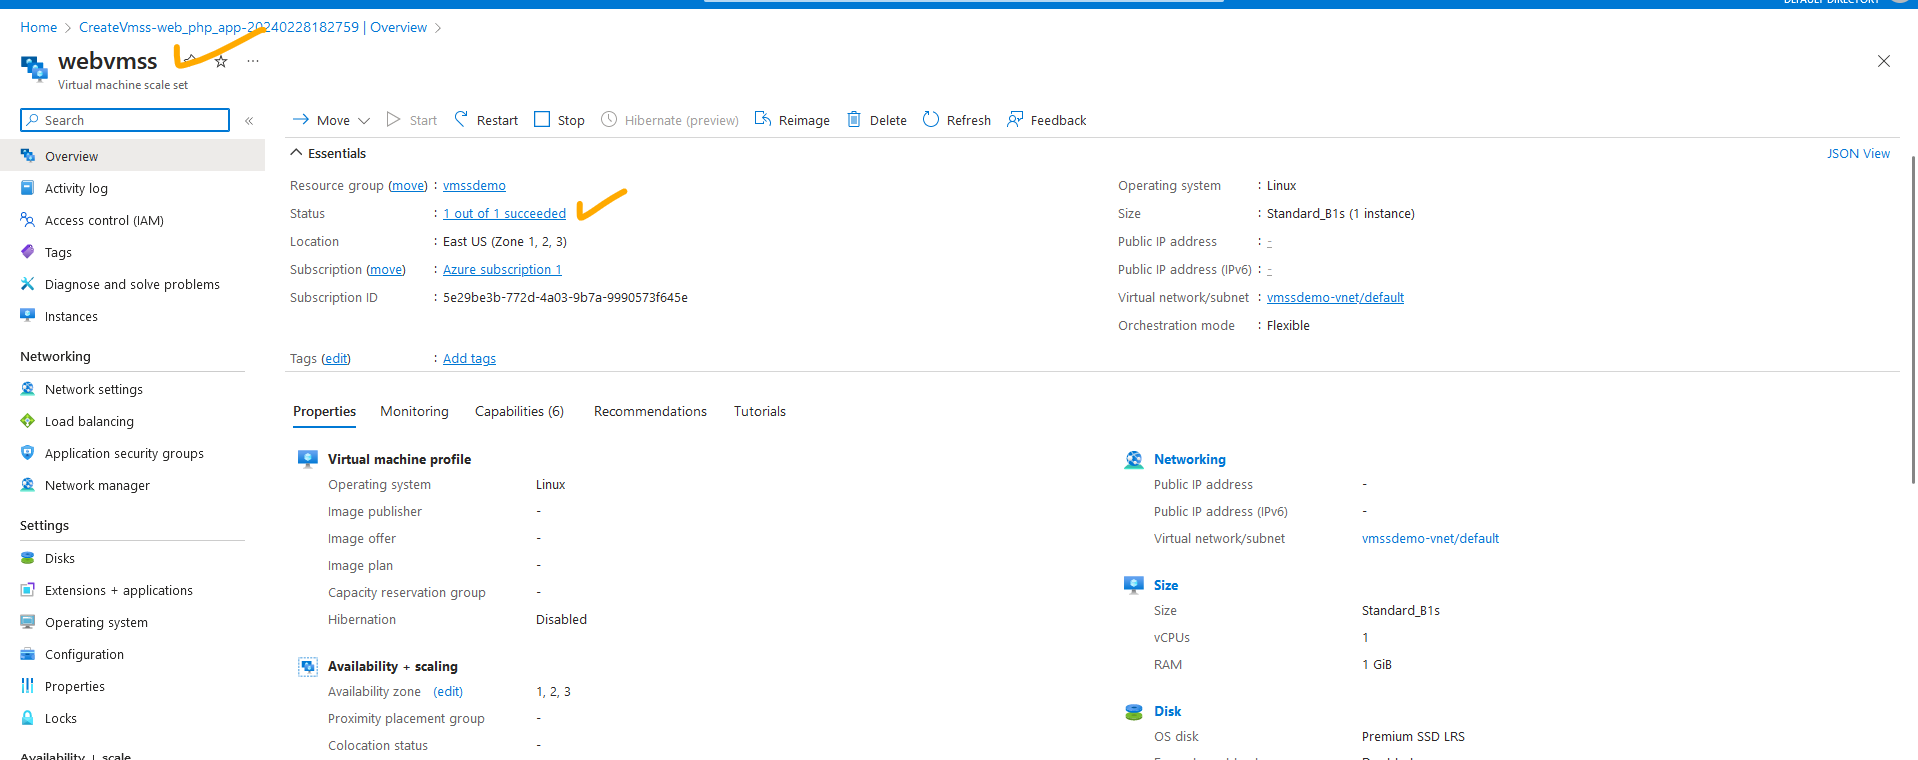 DEFAULT DIRECTORY
Home > CreateVmss-web_php_app-20240228182759 | Overview >
webvmss
Virtual machine scale set
Search
Move Start Restart Stop Hibernate (preview) Reimage Delete Refresh Feedback
Overview
Activity log
Access control (IAM)
Tags
Diagnose and solve problems
Instances
Networking
Network settings
Load balancing
Application security groups
Network manager
Settings
Disks
Extensions + applications
Operating system
Configuration
Properties
Locks
Availability + scale
Essentials
JSON View
Resource group (move) : vmssdemo
Status : 1 out of 1 succeeded
Location : East US (Zone 1, 2, 3)
Subscription (move) : Azure subscription 1
Subscription ID : 5e29be3b-772d-4a03-9b7a-9990573f645e
Operating system : Linux
Size : Standard_B1s (1 instance)
Public IP address : -
Public IP address (IPv6) : -
Virtual network/subnet : vmssdemo-vnet/default
Orchestration mode : Flexible
Tags (edit) : Add tags
Properties Monitoring Capabilities (6) Recommendations Tutorials
Virtual machine profile
Operating system Linux
Image publisher -
Image offer -
Image plan -
Capacity reservation group -
Hibernation Disabled
Availability + scaling
Availability zone (edit) 1, 2, 3
Proximity placement group -
Colocation status -
Networking
Public IP address -
Public IP address (IPv6) -
Virtual network/subnet vmssdemo-vnet/default
Size
Size Standard_B1s
vCPUs 1
RAM 1 GiB
Disk
OS disk Premium SSD LRS